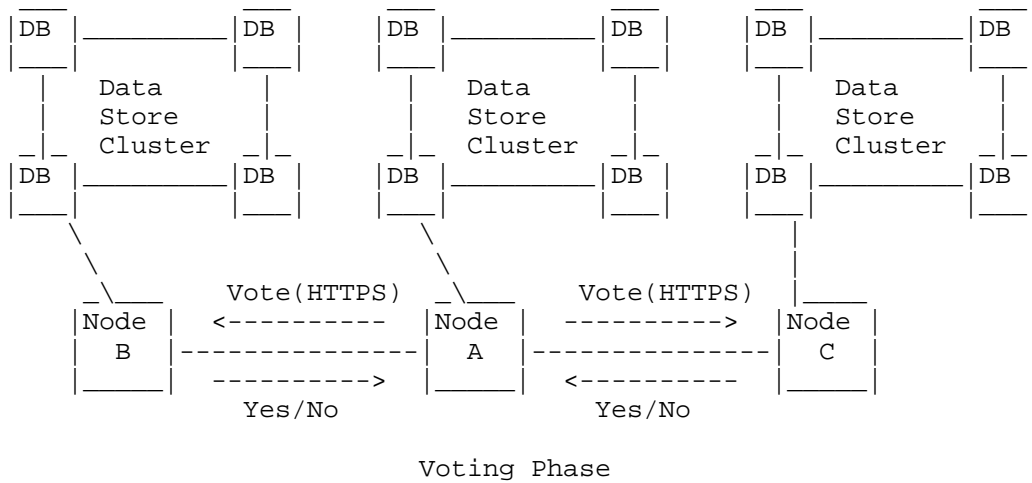 DB DB DB DB DB DB
Data Data Data
Store Store Store
Cluster Cluster Cluster
DB DB DB DB DB DB
Vote(HTTPS) Vote(HTTPS)
Node <---------- Node ----------> Node
B A C
----------> <----------
Yes/No Yes/No
Voting Phase